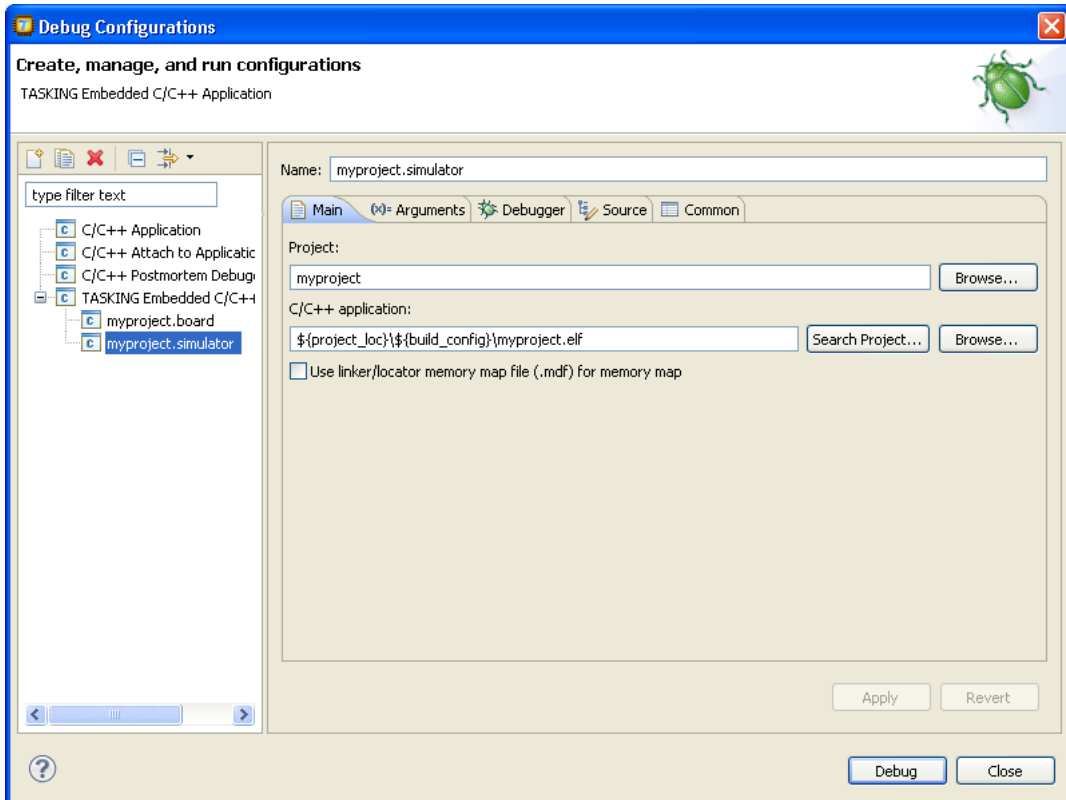 Debug Configurations
Create, manage, and run configurations
TASKING Embedded C/C++ Application
type filter text
C/C++ Application
C/C++ Attach to Applicatic
C/C++ Postmortem Debug
TASKING Embedded C/C++
myproject.board
myproject.simulator
Name: myproject.simulator
Main (x)= Arguments Debugger Source Common
Project:
myproject Browse...
C/C++ application:
${project_loc}\${build_config}\myproject.elf Search Project... Browse...
Use linker/locator memory map file (.mdf) for memory map
Apply Revert
? Debug Close